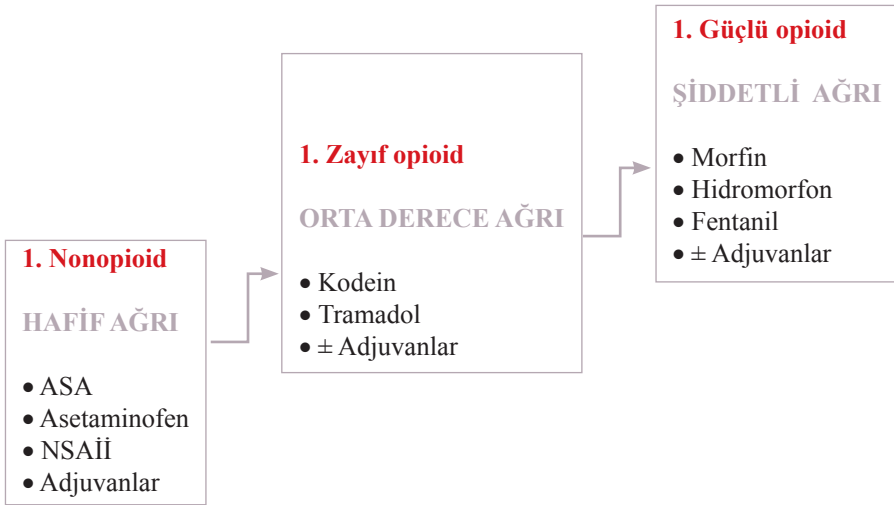 1. Nonopioid
HAFİF AĞRI
• ASA
• Asetaminofen
• NSAİİ
• Adjuvanlar
1. Zayıf opioid
ORTA DERECE AĞRI
• Kodein
• Tramadol
• ± Adjuvanlar
1. Güçlü opioid
ŞİDDETLİ AĞRI
• Morfin
• Hidromorfon
• Fentanil
• ± Adjuvanlar